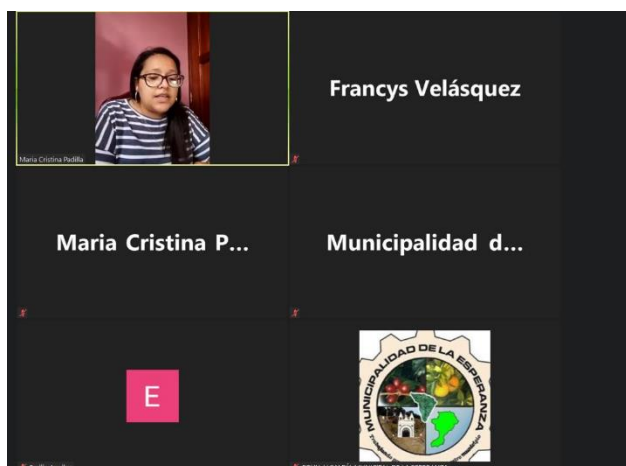 Maria Cristina Padilla
Francys Velásquez
Maria Cristina P...
Municipalidad d...
E
MUNICIPALIDAD DE LA ESPERANZA